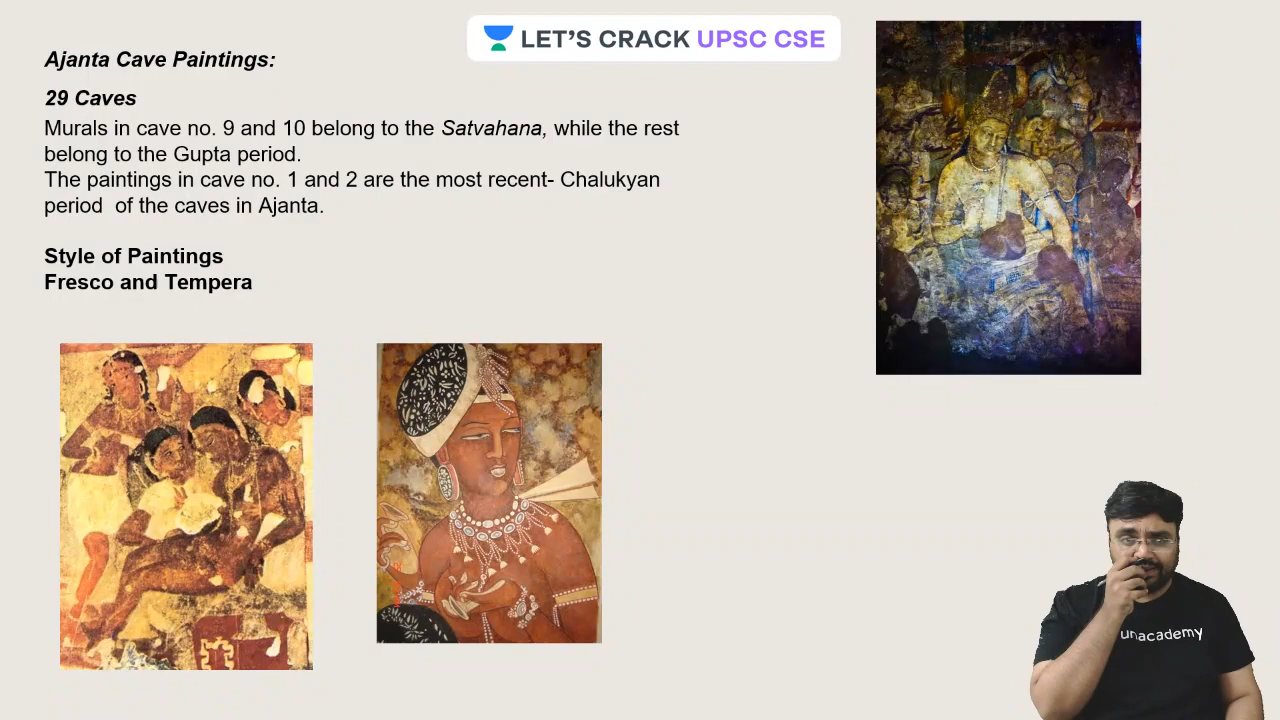 LET'S CRACK UPSC CSE
Ajanta Cave Paintings:
29 Caves
Murals in cave no. 9 and 10 belong to the Satvahana, while the rest
belong to the Gupta period.
The paintings in cave no. 1 and 2 are the most recent- Chalukyan
period  of the caves in Ajanta.
Style of Paintings
Fresco and Tempera
unacademy